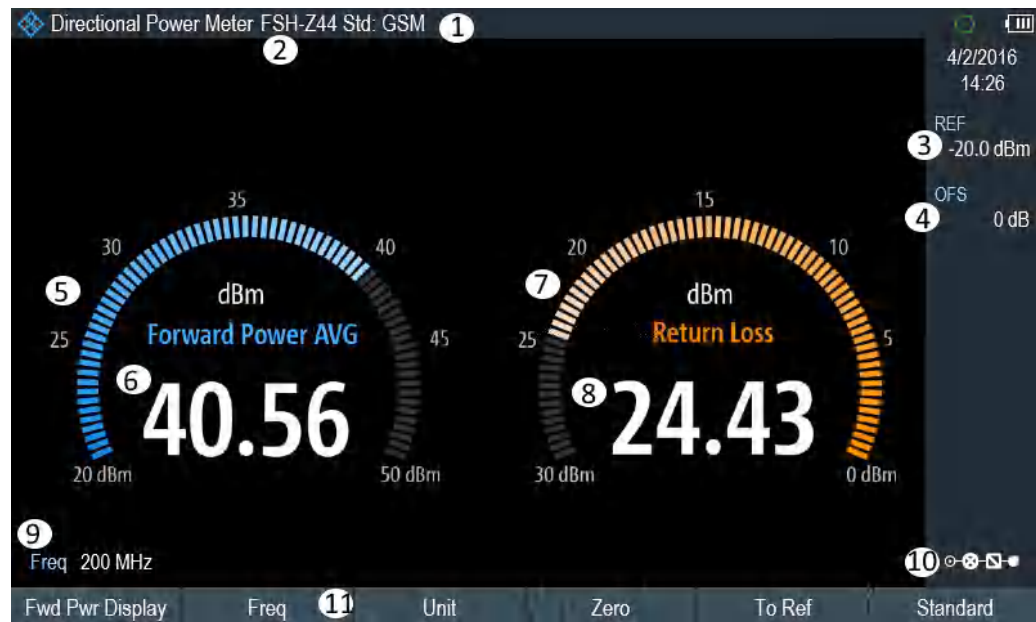 Directional Power Meter FSH-Z44 Std: GSM 1
2
4/2/2016
14:26
REF
3 -20.0 dBm
OFS
4 0 dB
35
30
40
5
dBm
Forward Power AVG
25
45
6
40.56
20 dBm
50 dBm
15
20
10
7
dBm
Return Loss
25
5
8
24.43
30 dBm
0 dBm
9
Freq 200 MHz
10
11
Fwd Pwr Display Freq Unit Zero To Ref Standard